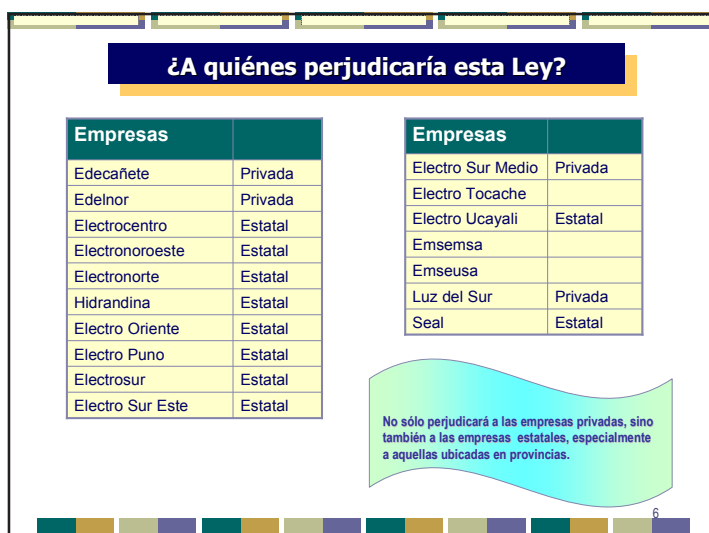 ¿A quiénes perjudicaría esta Ley?
Empresas
Edecañete Privada
Edelnor Privada
Electrocentro Estatal
Electronoroeste Estatal
Electronorte Estatal
Hidrandina Estatal
Electro Oriente Estatal
Electro Puno Estatal
Electrosur Estatal
Electro Sur Este Estatal
Empresas
Electro Sur Medio Privada
Electro Tocache
Electro Ucayali Estatal
Emsemsa
Emseusa
Luz del Sur Privada
Seal Estatal
No sólo perjudicará a las empresas privadas, sino
también a las empresas estatales, especialmente
a aquellas ubicadas en provincias.
6